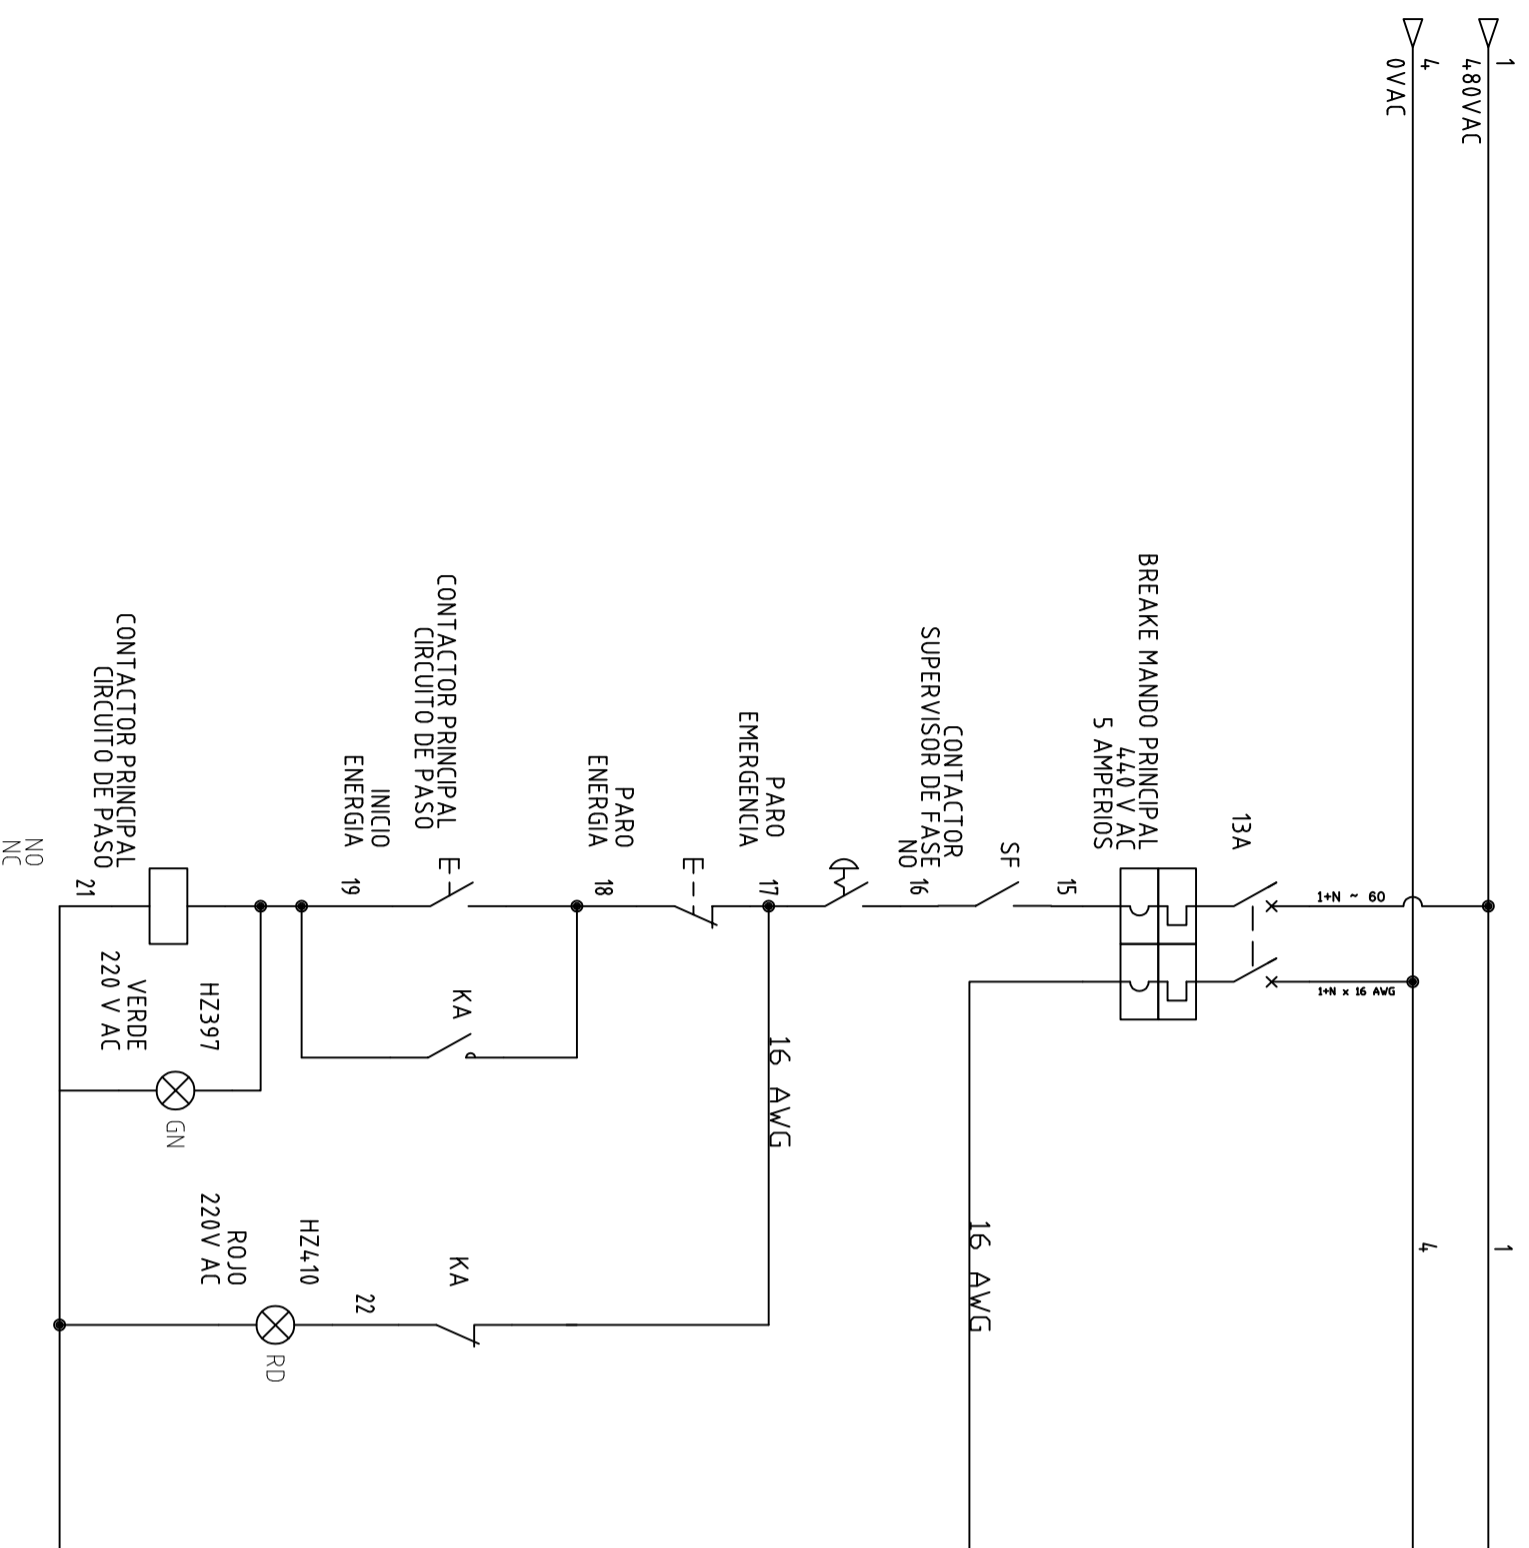 1
480VAC
4
0VAC
1
4
1+N ~ 60
1+N x 16 AWG
13A
BREAKE MANDO PRINCIPAL
440 V AC
5 AMPERIOS
15
SF
CONTACTOR
SUPERVISOR DE FASE
NO
16
16 AWG
PARO
EMERGENCIA
17
16 AWG
PARO
ENERGIA
18
CONTACTOR PRINCIPAL
CIRCUITO DE PASO
KA
KA
INICIO
ENERGIA
19
22
HZ410
ROJO
220V AC
RD
HZ397
VERDE
220 V AC
GN
CONTACTOR PRINCIPAL
CIRCUITO DE PASO
21
NO
NC